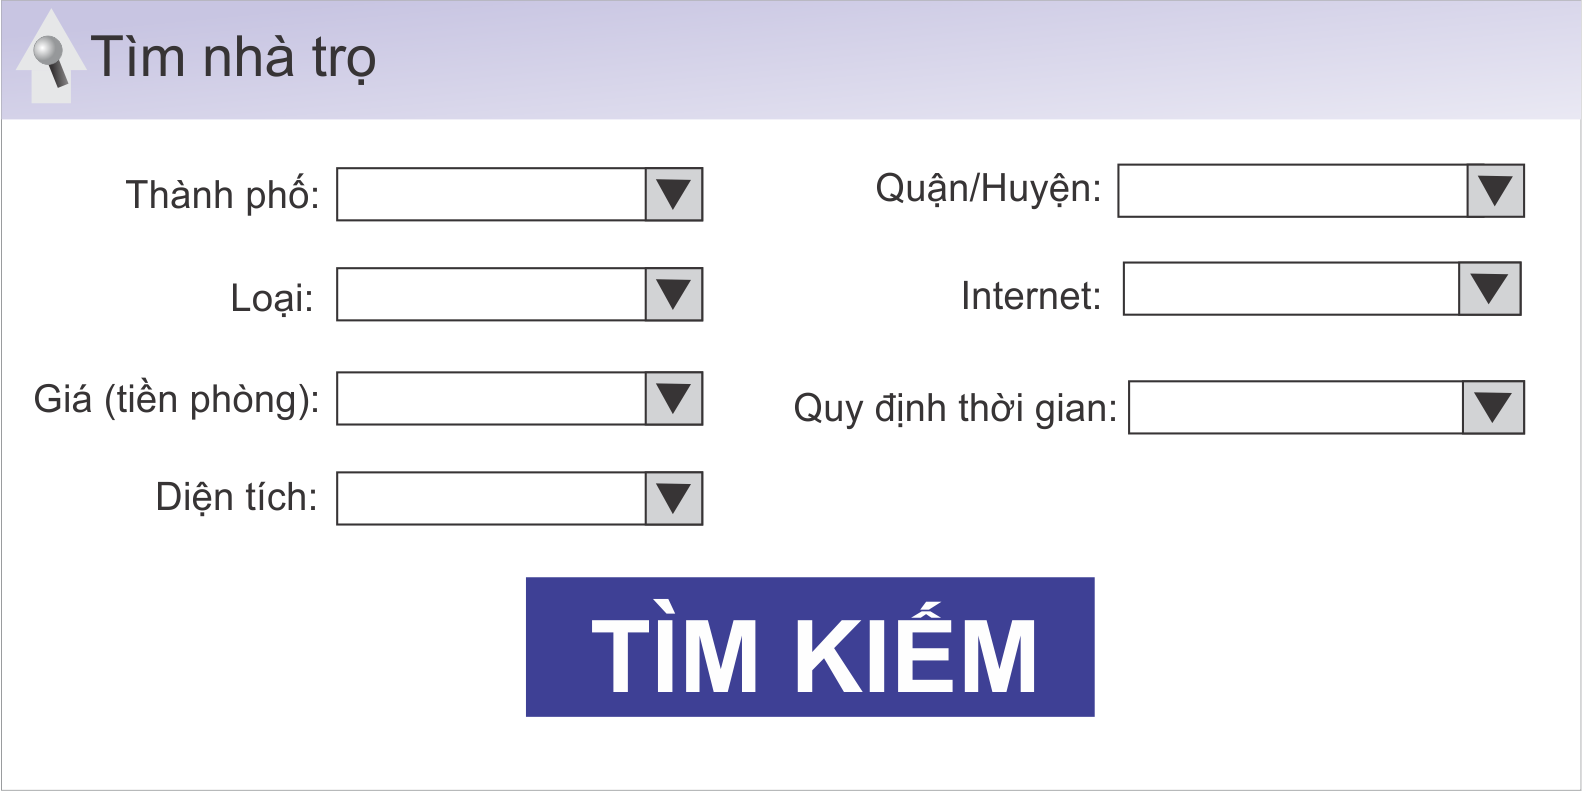 Tìm nhà trọ
Thành phố:
Quận/Huyện:
Loại:
Internet:
Giá (tiền phòng):
Quy định thời gian:
Diện tích:
TÌM KIẾM